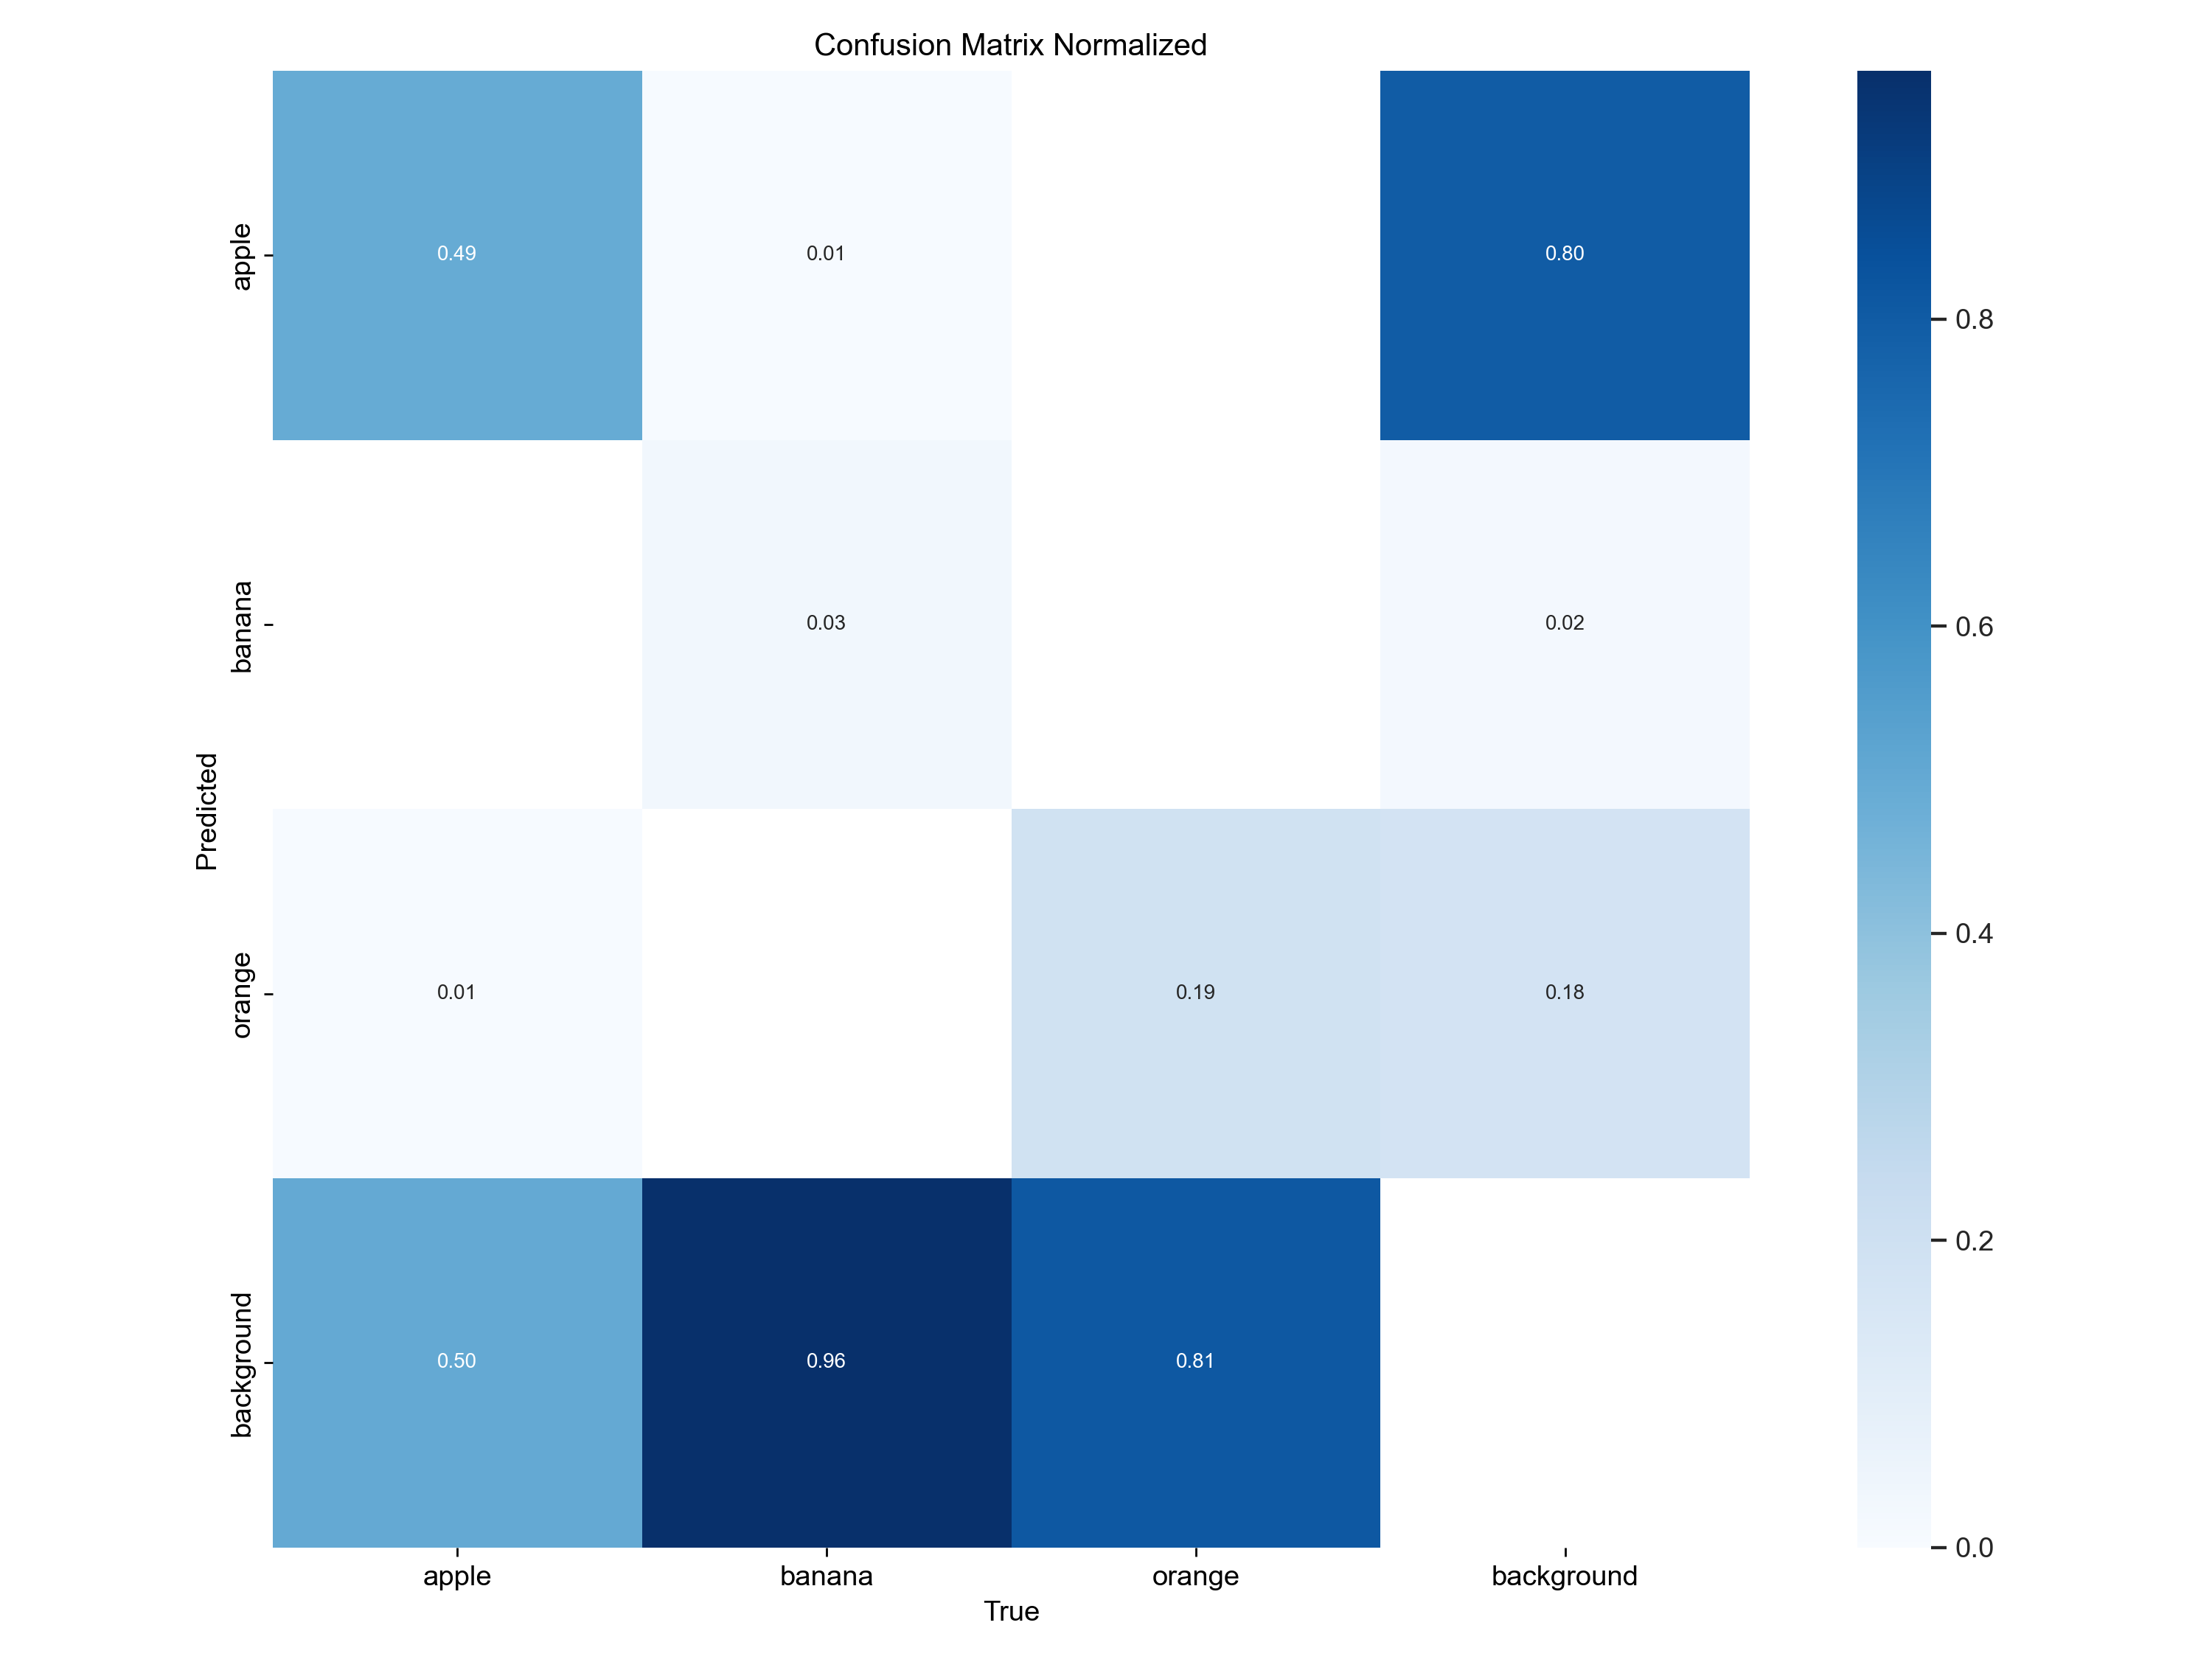 Confusion Matrix Normalized
apple
0.49
0.01
0.80
banana
0.03
0.02
orange
0.01
0.19
0.18
background
0.50
0.96
0.81
apple
banana
orange
background
True
Predicted
0.8
0.6
0.4
0.2
0.0